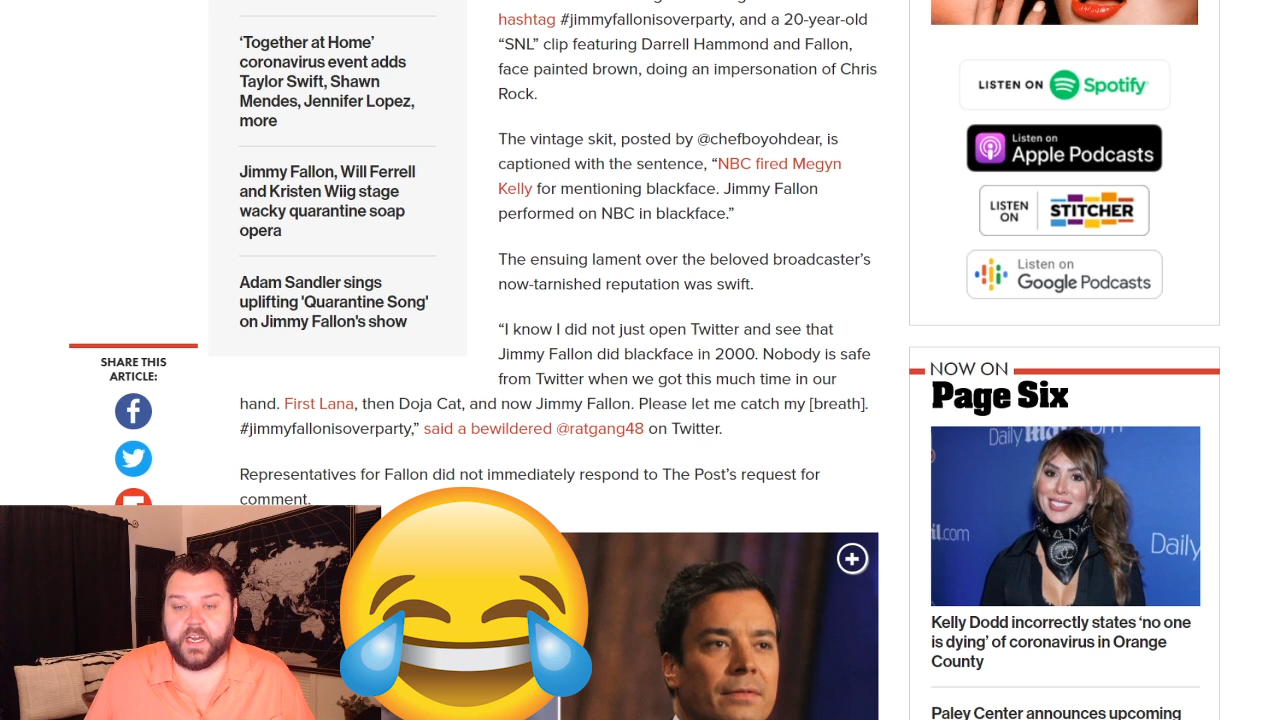 ‘Together at Home’
coronavirus event adds
Taylor Swift, Shawn
Mendes, Jennifer Lopez,
more
Jimmy Fallon, Will Ferrell
and Kristen Wiig stage
wacky quarantine soap
opera
Adam Sandler sings
uplifting 'Quarantine Song'
on Jimmy Fallon's show
SHARE THIS
ARTICLE:
hashtag #jimmyfallonisoverparty, and a 20-year-old
“SNL” clip featuring Darrell Hammond and Fallon,
face painted brown, doing an impersonation of Chris
Rock.
The vintage skit, posted by @chefboyohdear, is
captioned with the sentence, “NBC fired Megyn
Kelly for mentioning blackface. Jimmy Fallon
performed on NBC in blackface.”
The ensuing lament over the beloved broadcaster’s
now-tarnished reputation was swift.
“I know I did not just open Twitter and see that
Jimmy Fallon did blackface in 2000. Nobody is safe
from Twitter when we got this much time in our
hand. First Lana, then Doja Cat, and now Jimmy Fallon. Please let me catch my [breath].
#jimmyfallonisoverparty,” said a bewildered @ratgang48 on Twitter.
Representatives for Fallon did not immediately respond to The Post’s request for
comment.
LISTEN ON Spotify
Listen on
Apple Podcasts
LISTEN
ON STITCHER
Listen on
Google Podcasts
NOW ON
Page Six
Daily Mail.com
il.com
Daily
Kelly Dodd incorrectly states ‘no one
is dying’ of coronavirus in Orange
County
Paley Center announces upcoming